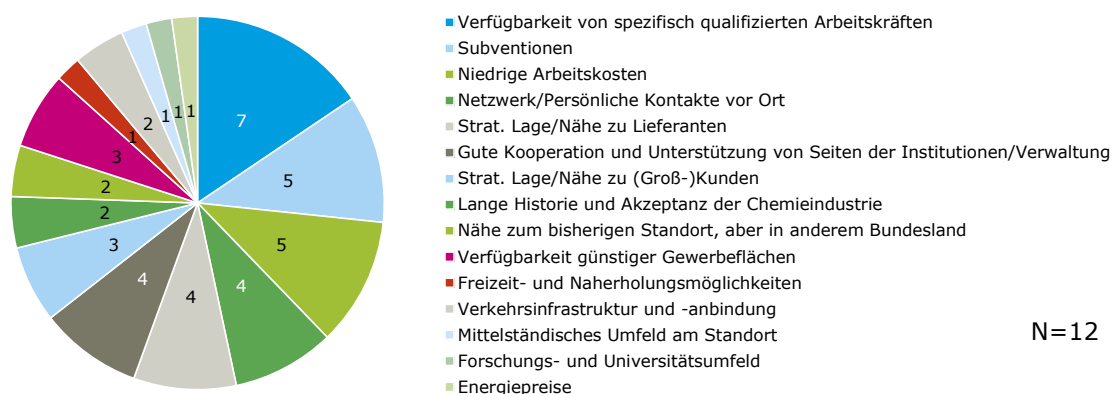 Verfügbarkeit von spezifisch qualifizierten Arbeitskräften
Subventionen
Niedrige Arbeitskosten
Netzwerk/Persönliche Kontakte vor Ort
Strat. Lage/Nähe zu Lieferanten
Gute Kooperation und Unterstützung von Seiten der Institutionen/Verwaltung
Strat. Lage/Nähe zu (Groß-)Kunden
Lange Historie und Akzeptanz der Chemieindustrie
Nähe zum bisherigen Standort, aber in anderem Bundesland
Verfügbarkeit günstiger Gewerbeflächen
Freizeit- und Naherholungsmöglichkeiten
Verkehrsinfrastruktur und -anbindung
Mittelständisches Umfeld am Standort
Forschungs- und Universitätsumfeld
Energiepreise
N=12
7
5
5
4
4
4
3
2
2
3
1
2
1
1
1